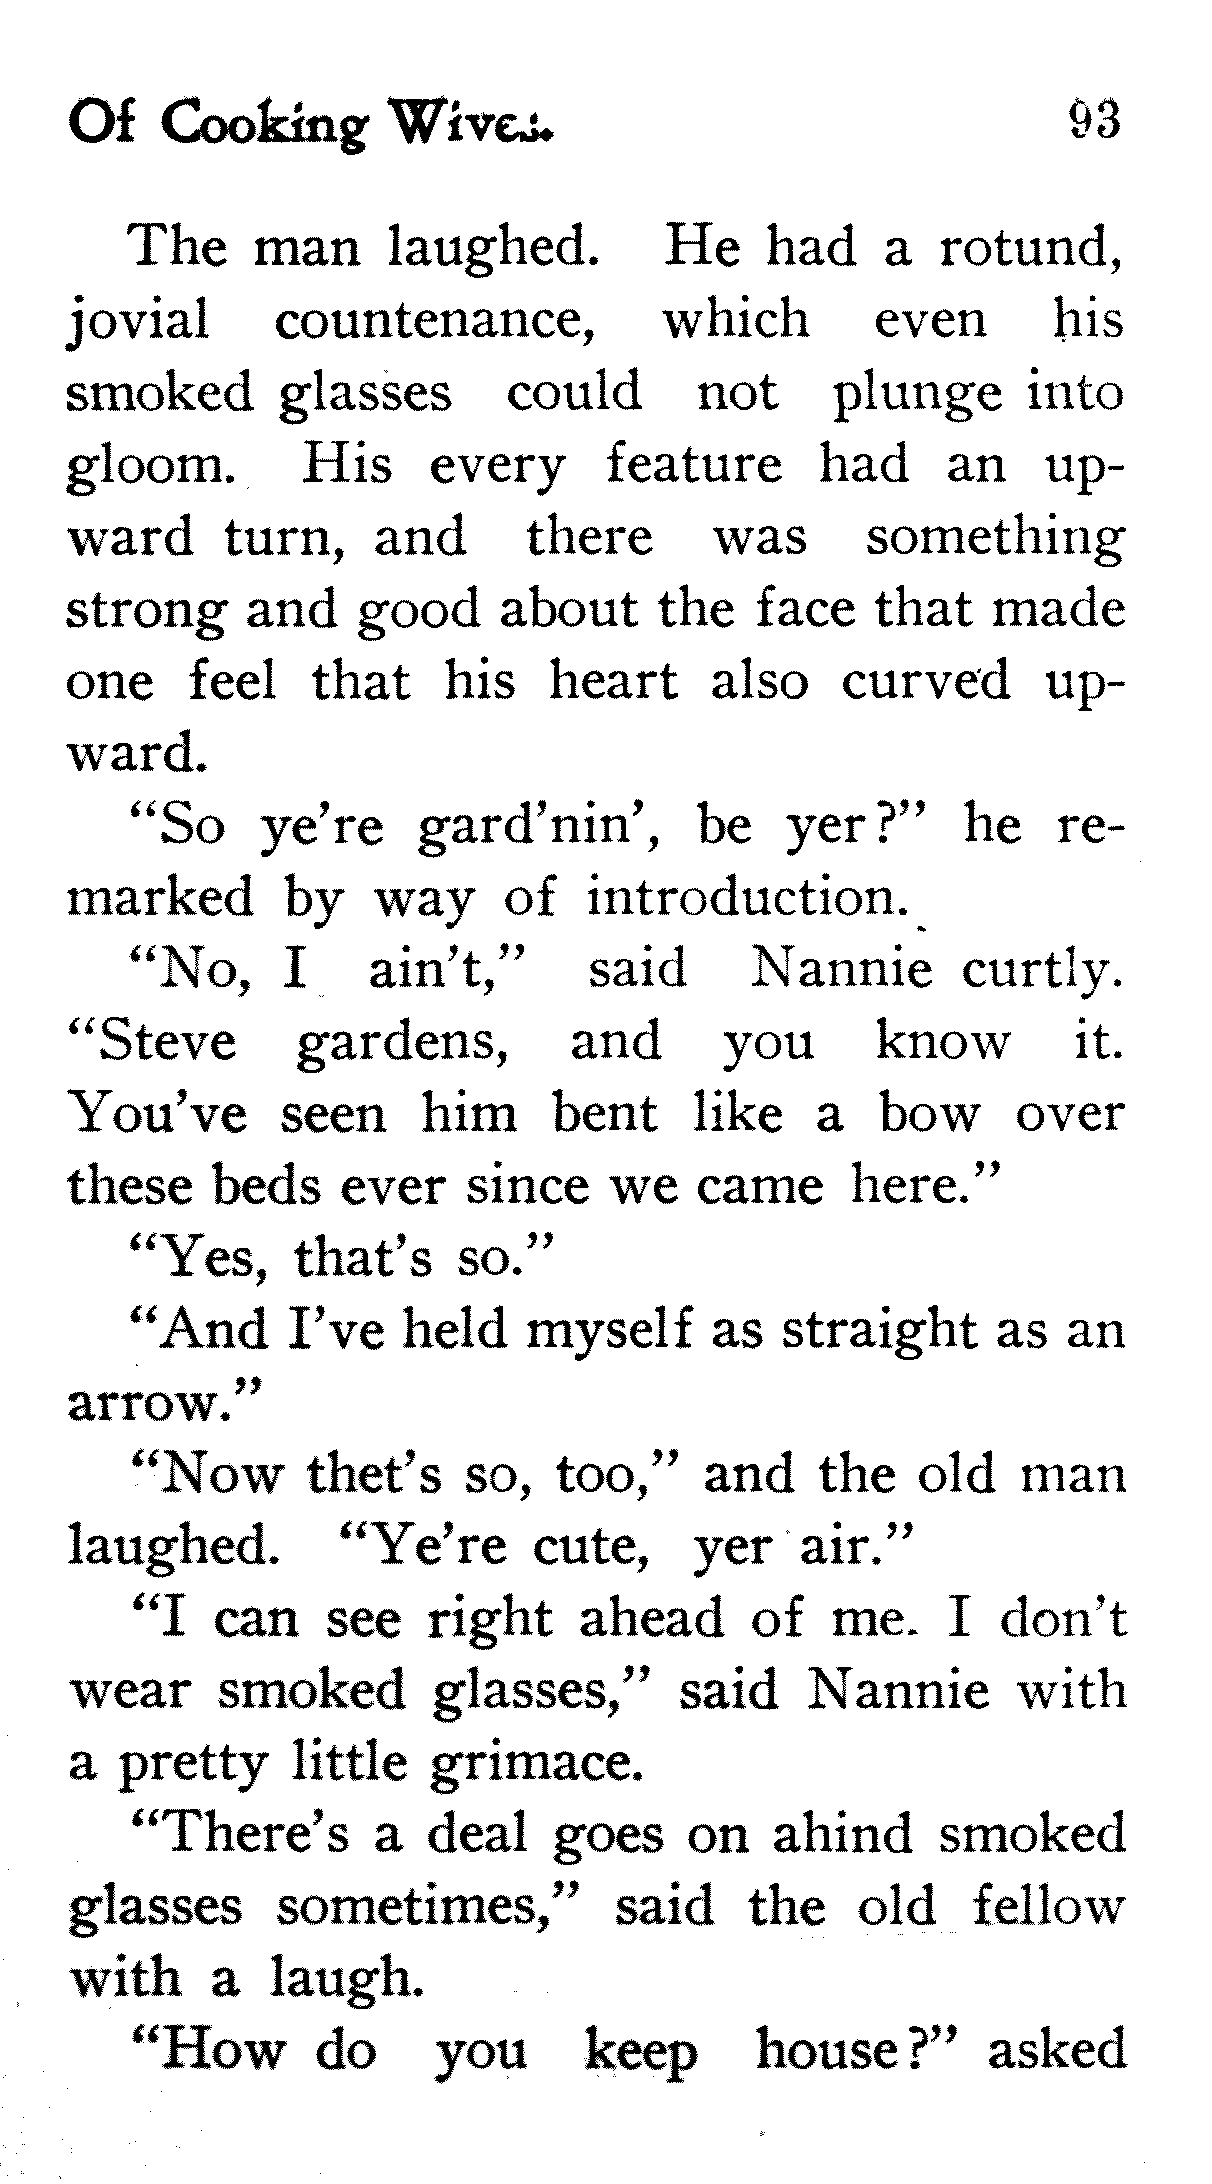 Of Cooking Wives. 93
The man laughed. He had a rotund,
jovial countenance, which even his
smoked glasses could not plunge into
gloom. His every feature had an up-
ward turn, and there was something
strong and good about the face that made
one feel that his heart also curved up-
ward.
“So ye’re gard’nin’, be yer?” he re-
marked by way of introduction.
“No, I ain’t,” said Nannie curtly.
“Steve gardens, and you know it.
You’ve seen him bent like a bow over
these beds ever since we came here.”
“Yes, that’s so.”
“And I’ve held myself as straight as an
arrow.”
“Now thet’s so, too,” and the old man
laughed. “Ye’re cute, yer air.”
“I can see right ahead of me. I don’t
wear smoked glasses,” said Nannie with
a pretty little grimace.
“There’s a deal goes on ahind smoked
glasses sometimes,” said the old fellow
with a laugh.
“How do you keep house?” asked